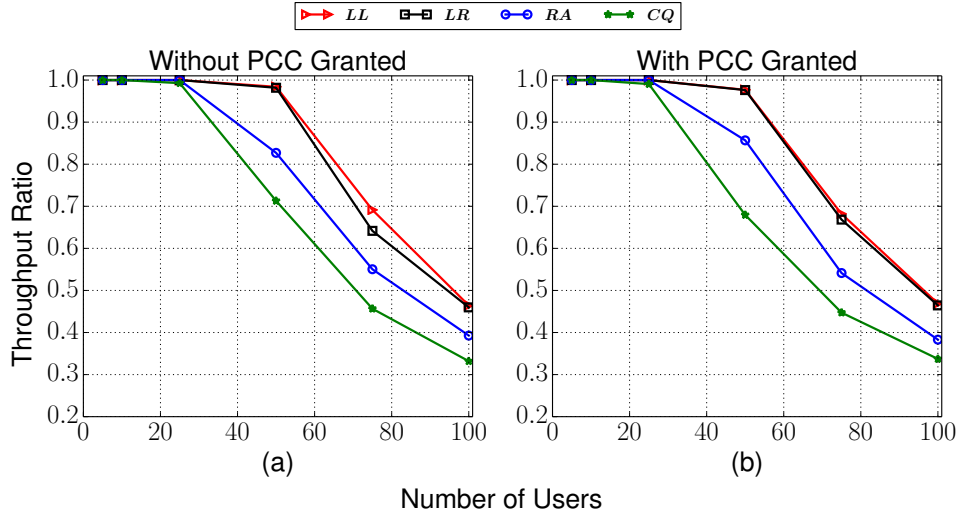 LL LR RA CQ
Without PCC Granted With PCC Granted
Throughput Ratio
1.0 1.0
0.9 0.9
0.8 0.8
0.7 0.7
0.6 0.6
0.5 0.5
0.4 0.4
0.3 0.3
0.2 0.2
0 20 40 60 80 100 0 20 40 60 80 100
(a) (b)
Number of Users